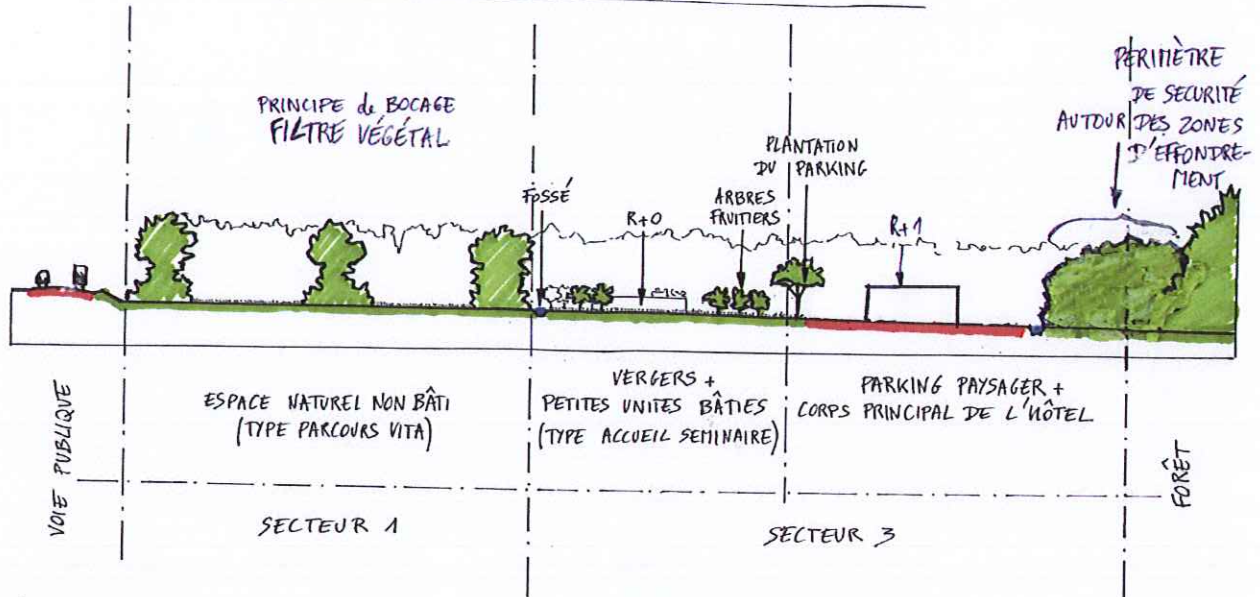 PRINCIPE de BOCAGE
FILTRE VÉGÉTAL
PERIMÈTRE
DE SECURITÉ
AUTOUR DES ZONES
D'EFFONDRE-
MENT
PLANTATION
DU PARKING
FOSSÉ
R+0
ARBRES
FRUITIERS
R+1
VOIE PUBLIQUE
ESPACE NATUREL NON BÂTI
(TYPE PARCOURS VITA)
VERGERS +
PETITES UNITES BÂTIES
(TYPE ACCUEIL SEMINAIRE)
PARKING PAYSAGER +
CORPS PRINCIPAL DE L'HÔTEL
FORÊT
SECTEUR 1
SECTEUR 3